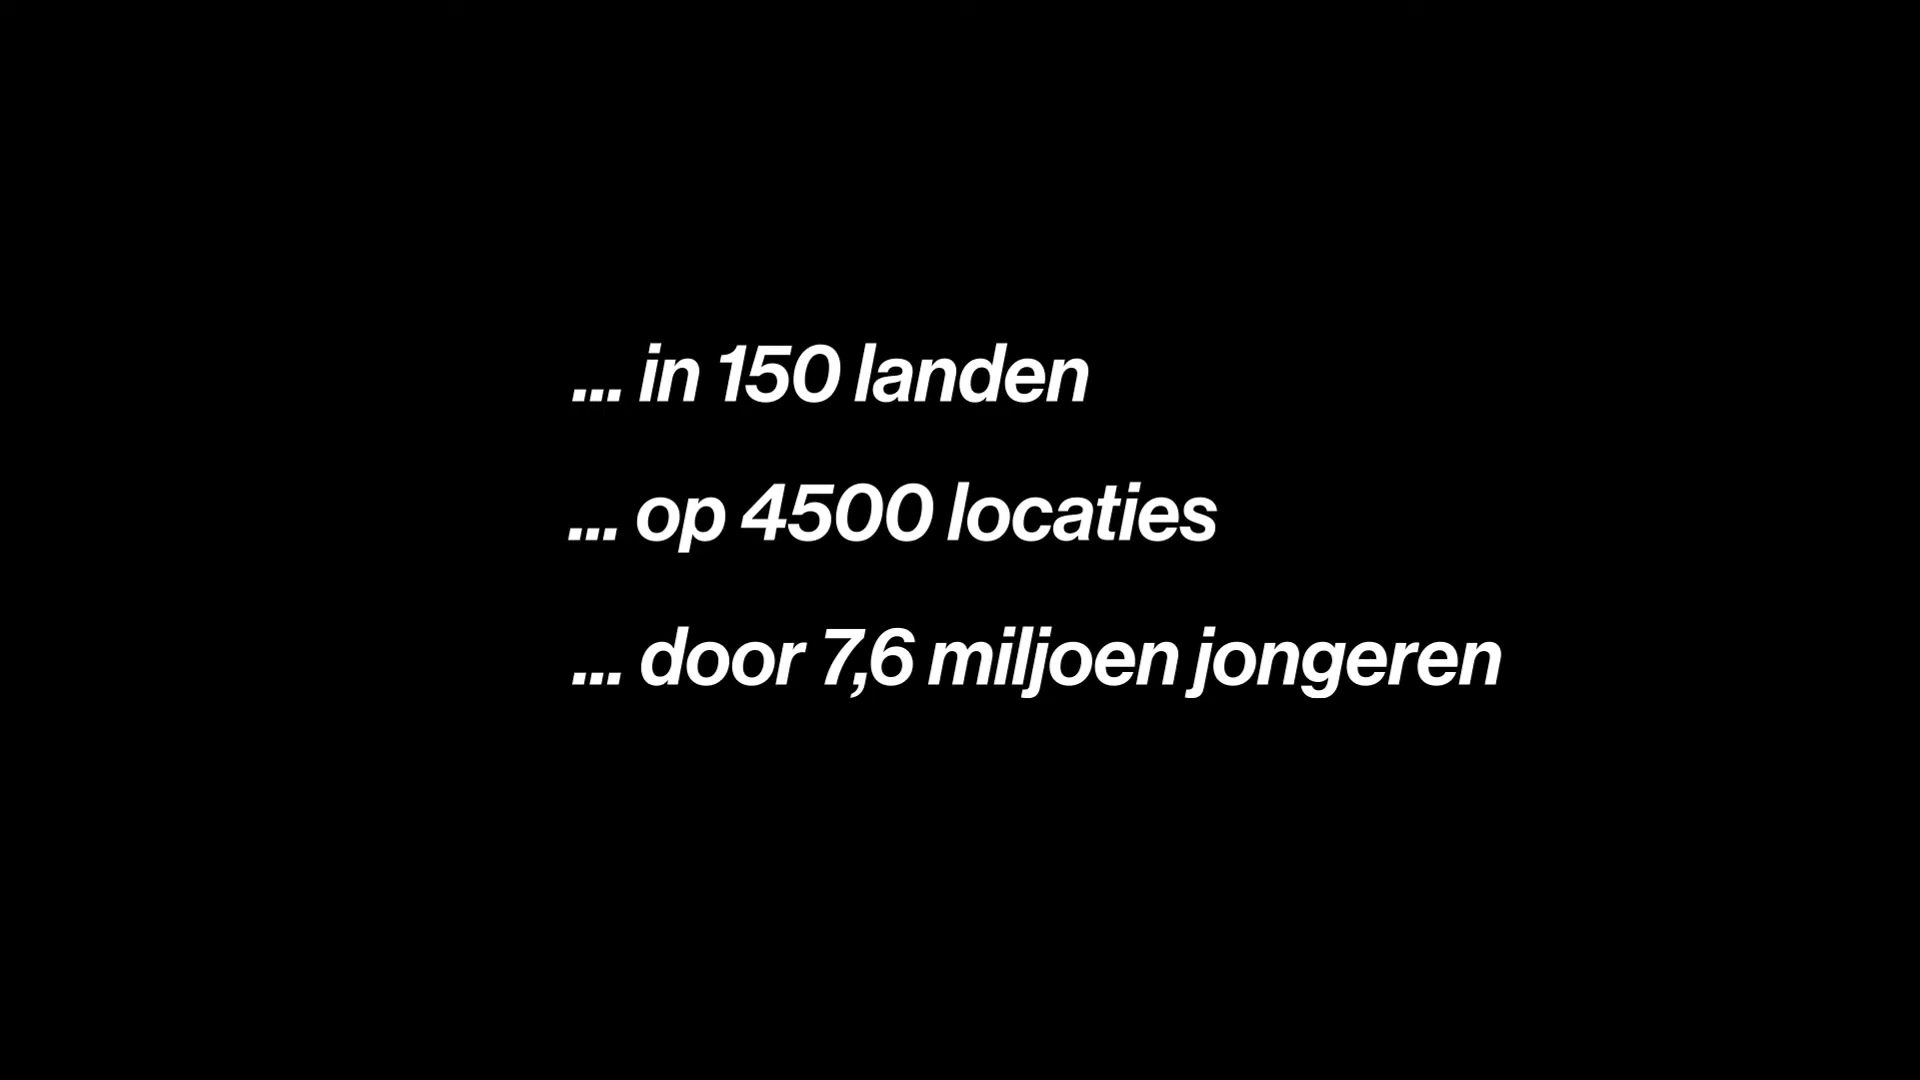 ... in 150 landen
... op 4500 locaties
... door 7,6 miljoen jongeren